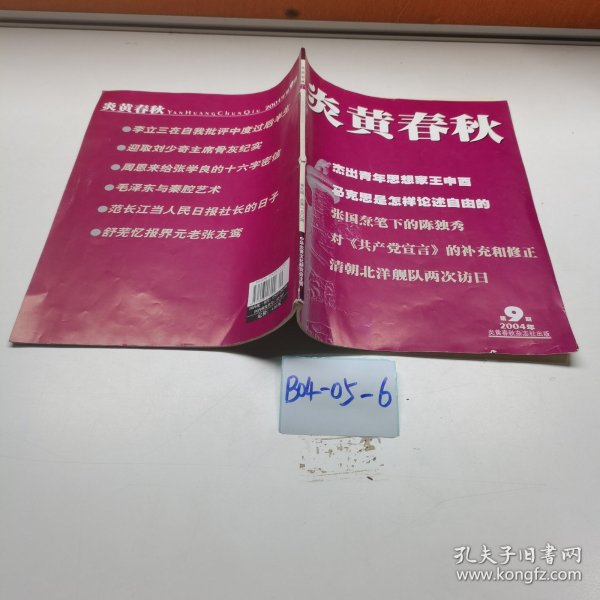 炎黄春秋
YANHUANGCHUNQIU
●李立三在自我批评中度过后半生
●迎取刘少奇主席骨灰纪实
●周恩来给张学良的十六字密信
●毛泽东与秦腔艺术
●范长江当人民日报社长的日子
●舒芜忆报界元老张友鸾
炎黄春秋
杰出青年思想家王申酉
马克思是怎样论述自由的
张国焘笔下的陈独秀
对《共产党宣言》的补充和修正
清朝北洋舰队两次访日
第9期
2004年
炎黄春秋杂志社出版
B04-05-6
孔夫子旧书网
www.kongfz.com